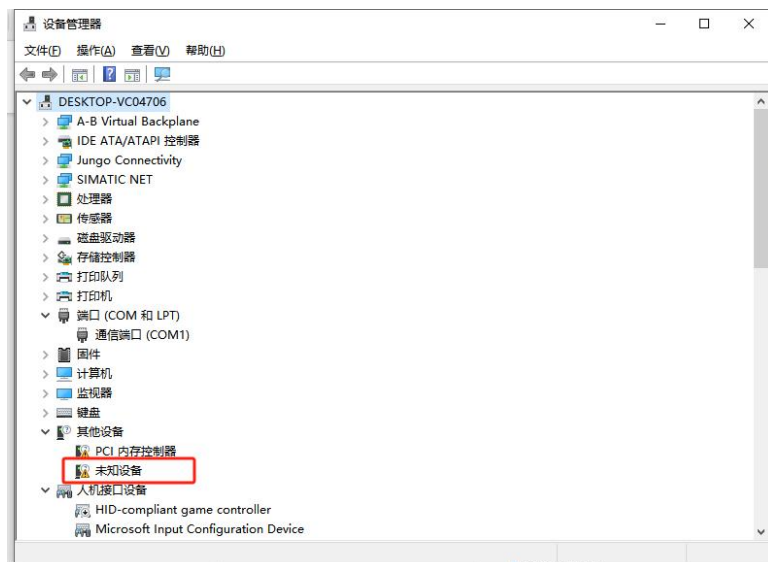 设备管理器
文件(F) 操作(A) 查看(V) 帮助(H)
DESKTOP-VC04706
A-B Virtual Backplane
IDE ATA/ATAPI 控制器
Jungo Connectivity
SIMATIC NET
处理器
传感器
磁盘驱动器
存储控制器
打印队列
打印机
端口 (COM 和 LPT)
通信端口 (COM1)
固件
计算机
监视器
键盘
其他设备
PCI 内存控制器
未知设备
人机接口设备
HID-compliant game controller
Microsoft Input Configuration Device